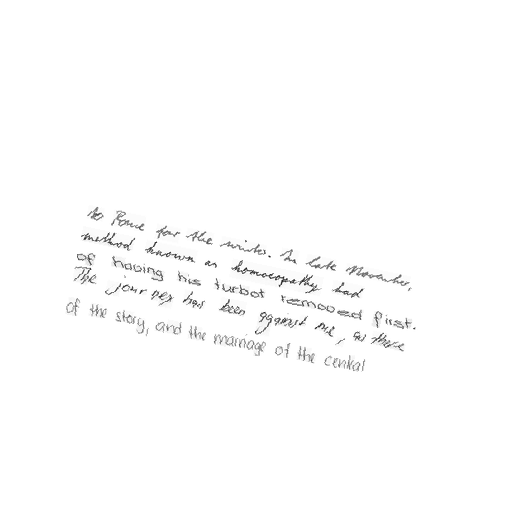 to Rome for the winter. In late November,
method known as homoeopathy had
of having his turbot removed first.
The journey has been against me, as there
of the story, and the marriage of the central